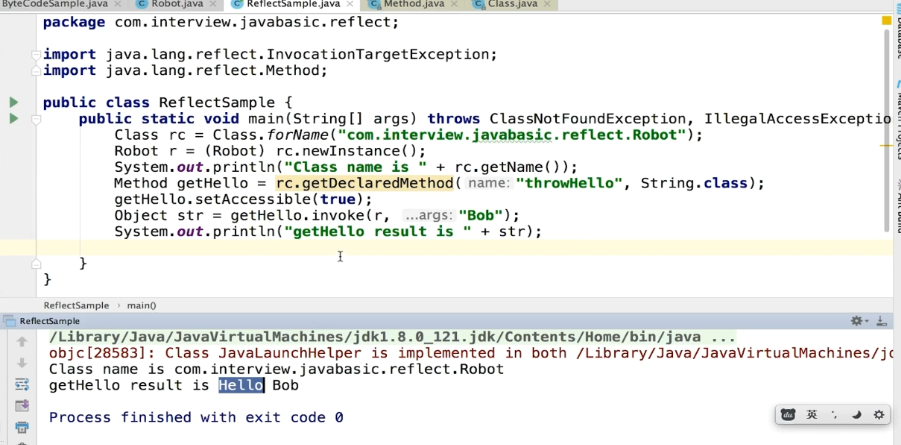 ByteCodeSample.java Robot.java ReflectSample.java Method.java Class.java
package com.interview.javabasic.reflect;
import java.lang.reflect.InvocationTargetException;
import java.lang.reflect.Method;
public class ReflectSample {
public static void main(String[] args) throws ClassNotFoundException, IllegalAccessException
Class rc = Class.forName("com.interview.javabasic.reflect.Robot");
Robot r = (Robot) rc.newInstance();
System.out.println("Class name is " + rc.getName());
Method getHello = rc.getDeclaredMethod( name: "throwHello", String.class);
getHello.setAccessible(true);
Object str = getHello.invoke(r, ...args: "Bob");
System.out.println("getHello result is " + str);
}
}
ReflectSample › main()
ReflectSample
/Library/Java/JavaVirtualMachines/jdk1.8.0_121.jdk/Contents/Home/bin/java ...
objc[28583]: Class JavaLaunchHelper is implemented in both /Library/Java/JavaVirtualMachines/jd
Class name is com.interview.javabasic.reflect.Robot
getHello result is Hello Bob
Process finished with exit code 0
英